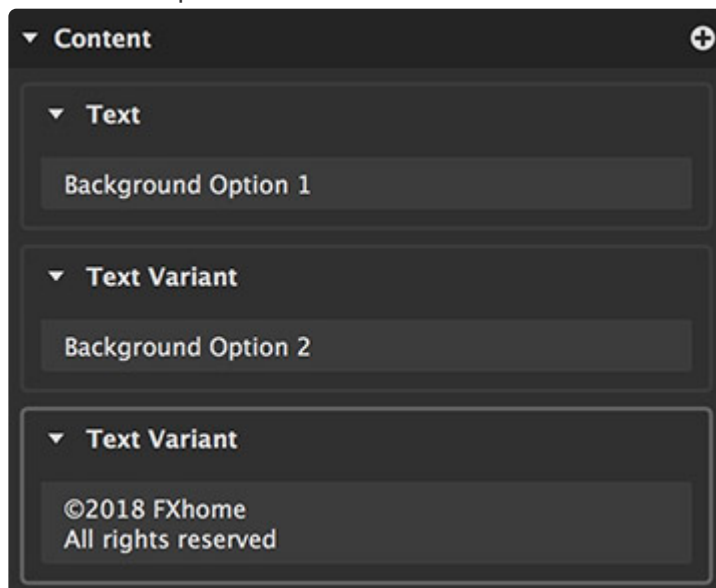 Content
Text
Background Option 1
Text Variant
Background Option 2
Text Variant
©2018 FXhome
All rights reserved